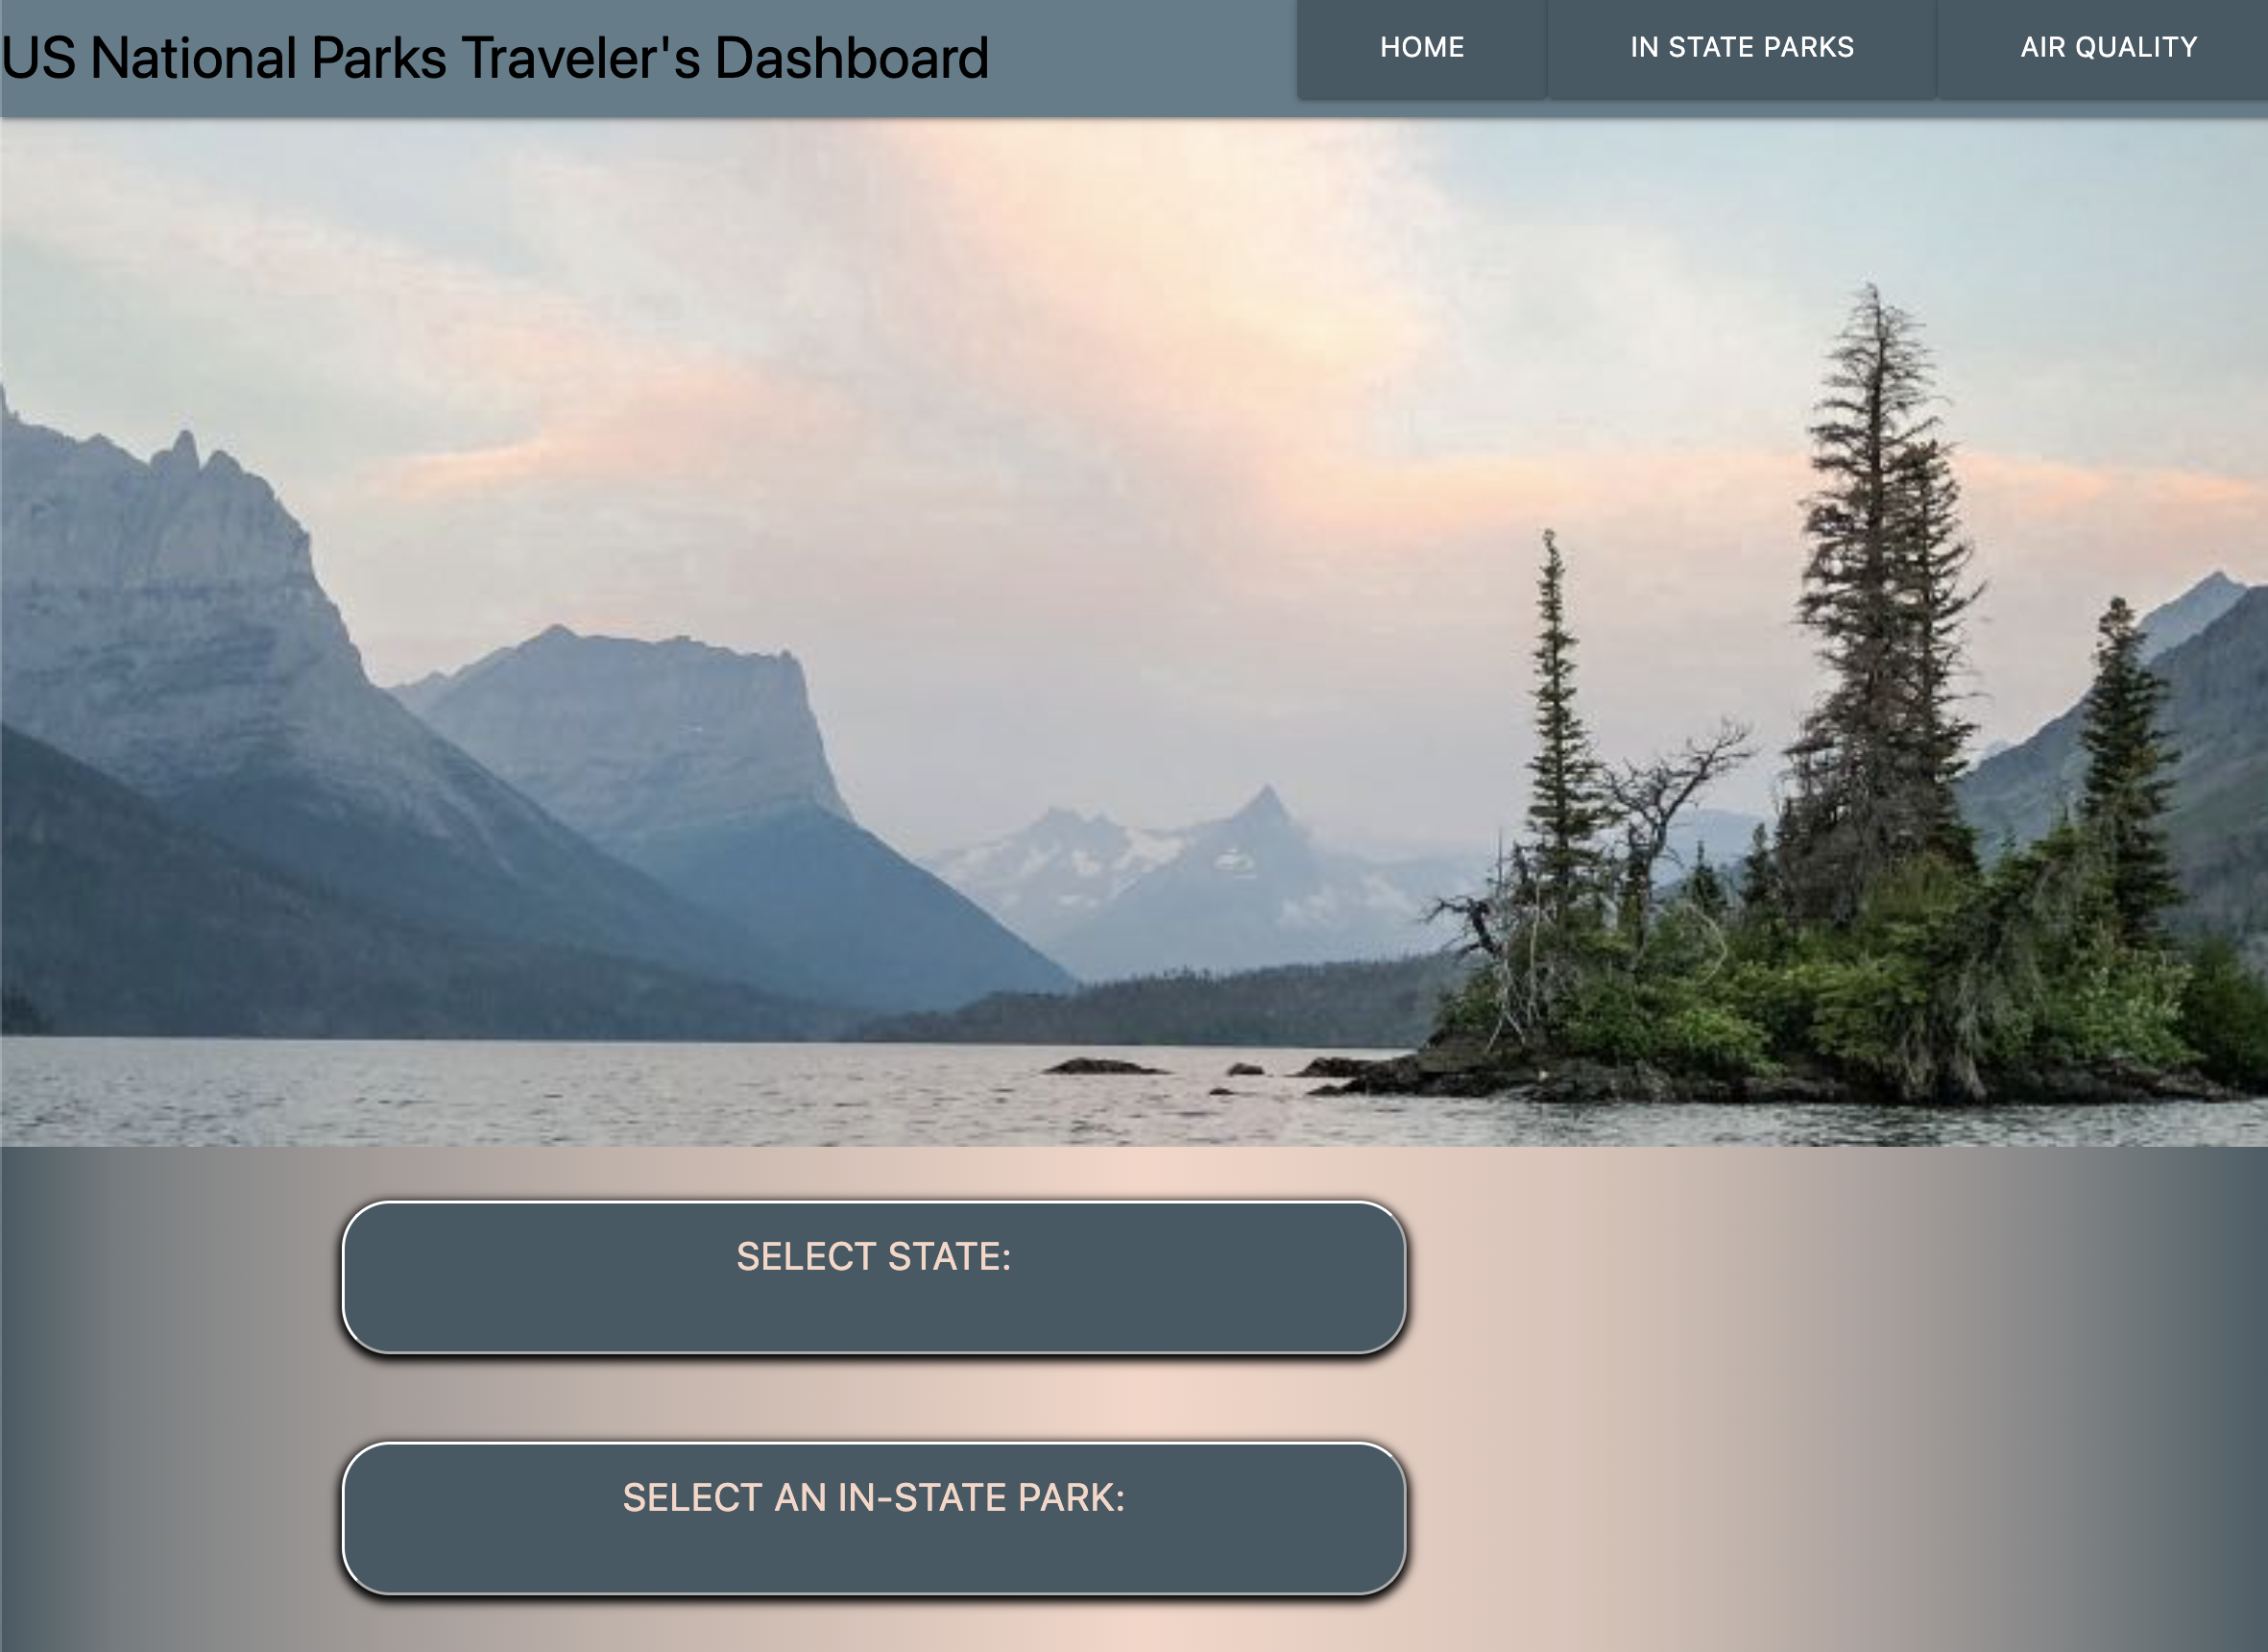 US National Parks Traveler's Dashboard
HOME
IN STATE PARKS
AIR QUALITY
SELECT STATE:
SELECT AN IN-STATE PARK: